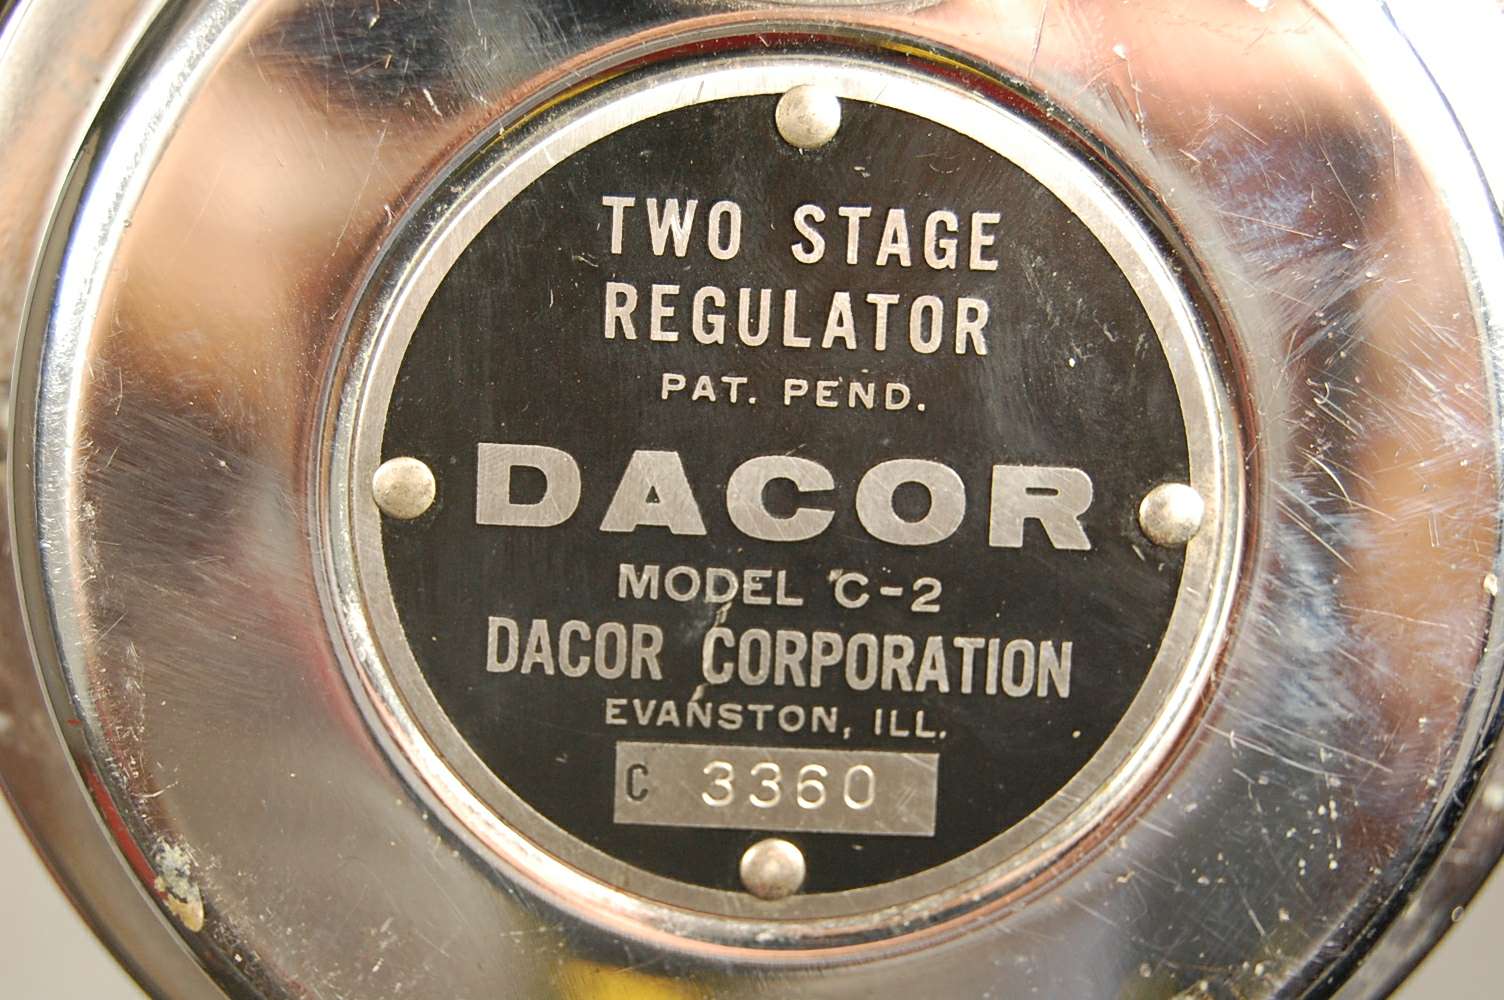 TWO STAGE
REGULATOR
PAT. PEND.
DACOR
MODEL C-2
DACOR CORPORATION
EVANSTON, ILL.
C 3360